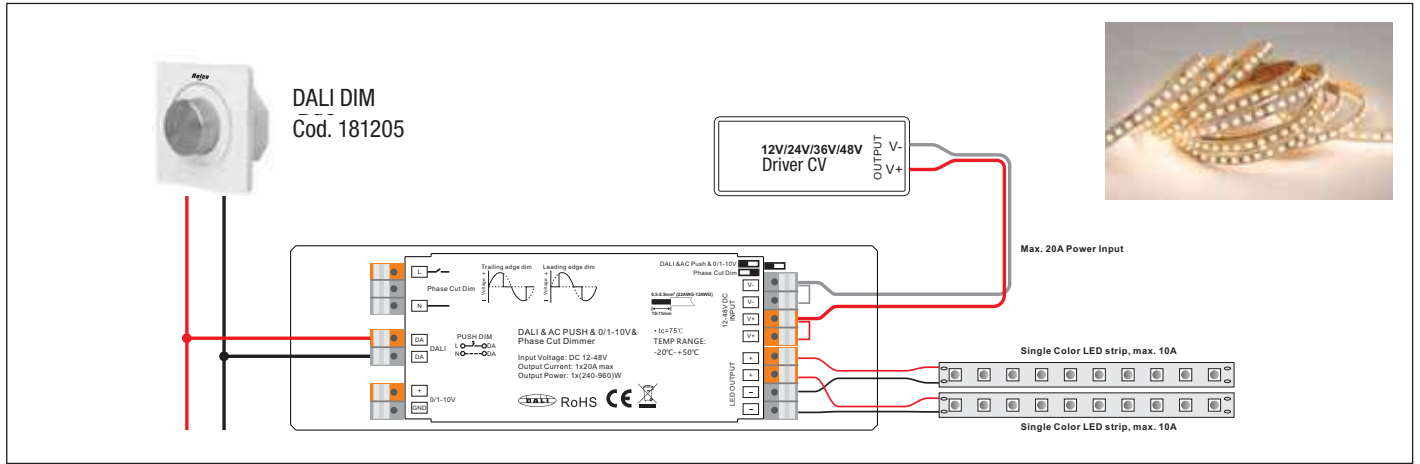 Relco
DALI DIM
Cod. 181205
12V/24V/36V/48V
Driver CV
OUTPUT
V-
V+
Max. 20A Power Input
L
Phase Cut Dim
N
Trailing edge dim
Voltage
Leading edge dim
Voltage
DALI &AC Push & 0/1-10V
Phase Cut Dim
0.5-2.5mm² (22AWG-12AWG)
10-11mm
V-
V-
V+
V+
12-48V DC
INPUT
DA
DA
DALI
PUSH DIM
L DA
N DA
DALI & AC PUSH & 0/1-10V&
Phase Cut Dimmer
Input Voltage: DC 12-48V
Output Current: 1x20A max
Output Power: 1x(240-960)W
• tc=75℃
TEMP RANGE:
-20℃-+50℃
+
GND
0/1-10V
DALI
RoHS
CE
+
+
−
−
LED OUTPUT
Single Color LED strip, max. 10A
Single Color LED strip, max. 10A